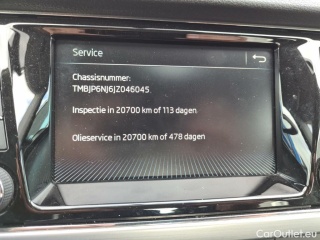 Service
Chassisnummer:
TMBJP6NJ6JZ046045
Inspectie in 20700 km of 113 dagen
Olieservice in 20700 km of 478 dagen
© CarOutlet.eu